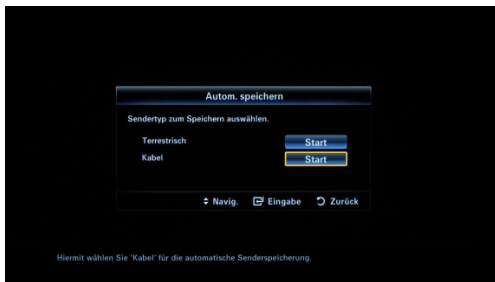 Autom. speichern
Sendertyp zum Speichern auswählen.
Terrestrisch Start
Kabel Start
Navig. Eingabe Zurück
Hiermit wählen Sie 'Kabel' für die automatische Senderspeicherung.